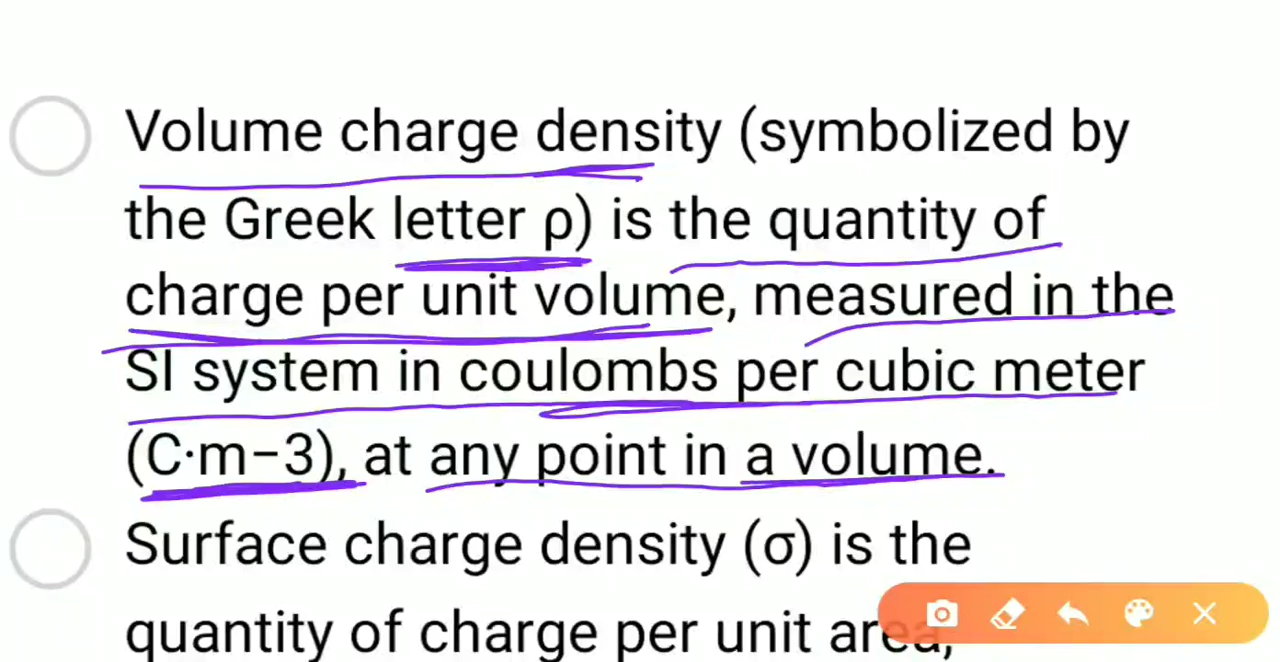 Volume charge density (symbolized by
the Greek letter ρ) is the quantity of
charge per unit volume, measured in the
SI system in coulombs per cubic meter
(C·m−3), at any point in a volume.
Surface charge density (σ) is the
quantity of charge per unit area,